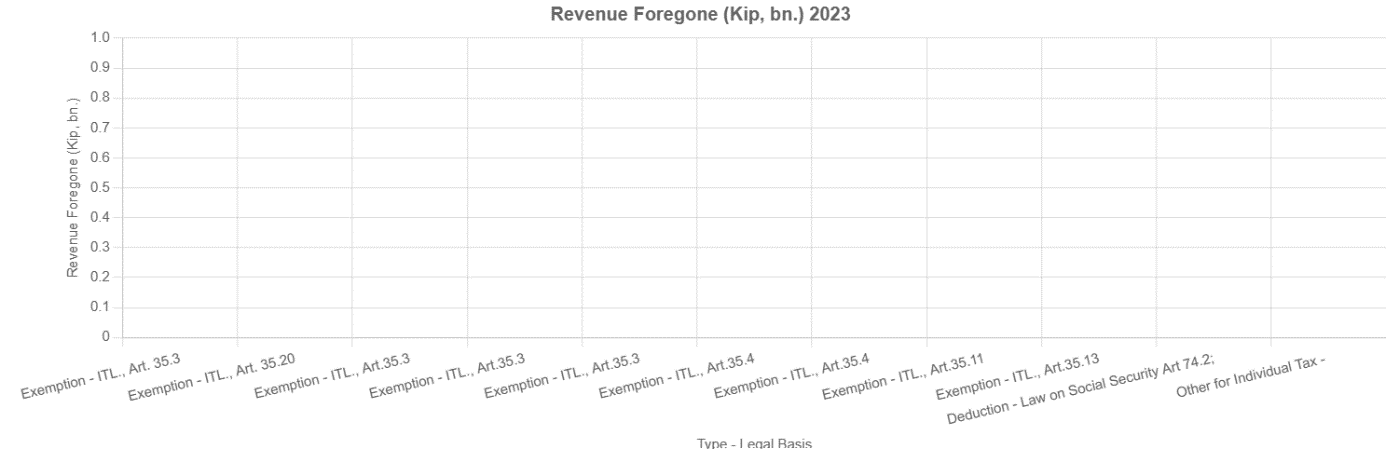 Revenue Foregone (Kip, bn.) 2023
Revenue Foregone (Kip, bn.)
1.0
0.9
0.8
0.7
0.6
0.5
0.4
0.3
0.2
0.1
0
Exemption - ITL., Art. 35.3
Exemption - ITL., Art. 35.20
Exemption - ITL., Art.35.3
Exemption - ITL., Art.35.3
Exemption - ITL., Art.35.3
Exemption - ITL., Art.35.4
Exemption - ITL., Art.35.4
Exemption - ITL., Art.35.11
Exemption - ITL., Art.35.13
Deduction - Law on Social Security Art 74.2;
Other for Individual Tax -
Type - Legal Basis